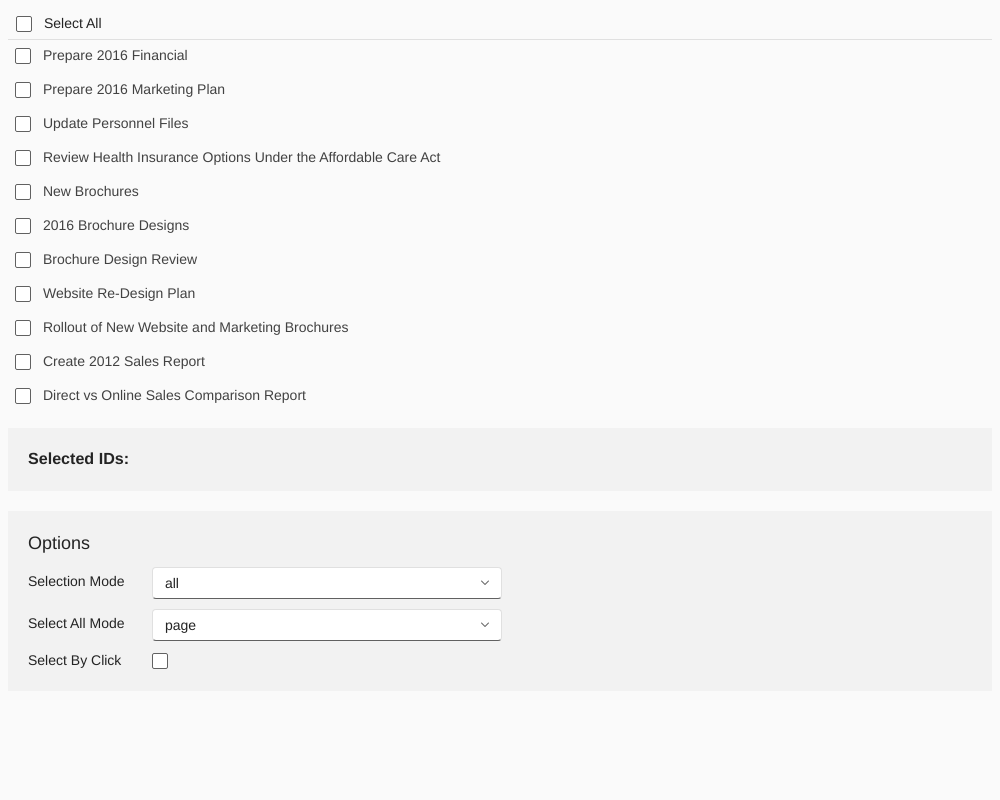 Select All
Prepare 2016 Financial
Prepare 2016 Marketing Plan
Update Personnel Files
Review Health Insurance Options Under the Affordable Care Act
New Brochures
2016 Brochure Designs
Brochure Design Review
Website Re-Design Plan
Rollout of New Website and Marketing Brochures
Create 2012 Sales Report
Direct vs Online Sales Comparison Report
Selected IDs:
Options
Selection Mode all
Select All Mode page
Select By Click